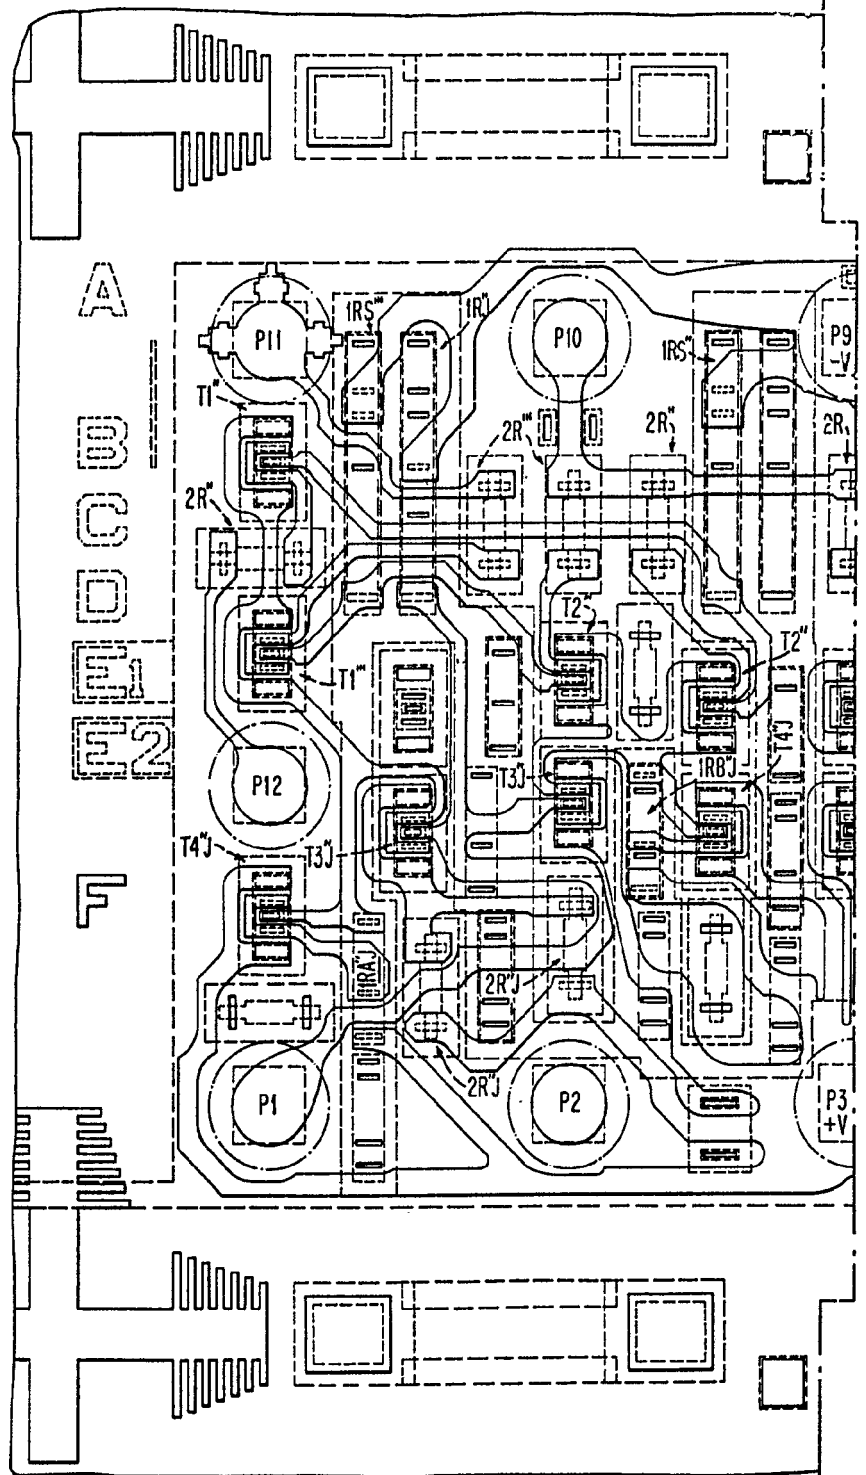 A
P11
1RS'''
1R'J
P10
P9
-V
1RS''
T1''
B
2R'''
2R''
2R
2R''
C
D
T2''
E1
T1'''
T2''
T4'J
E2
P12
T3'J
1RB''J
T4''J
T3''J
F
1RA'J
2R''J
2R''J
P1
P2
P3
+V